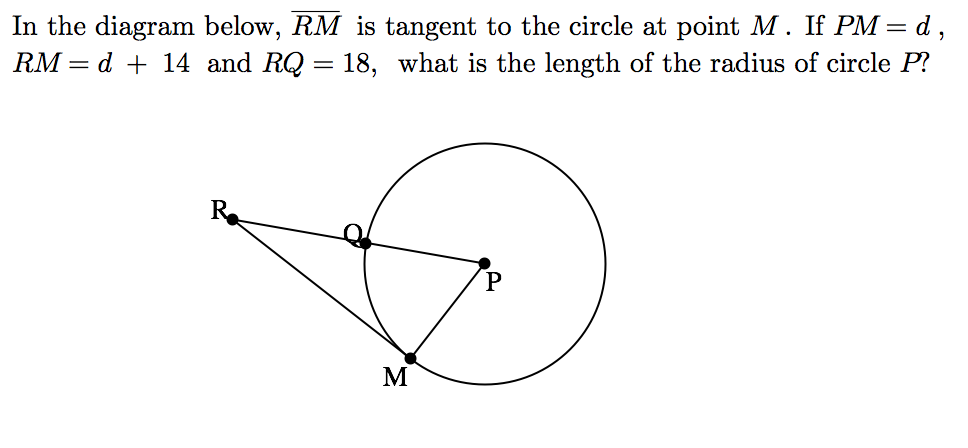 In the diagram below, R̅M̅ is tangent to the circle at point M. If PM = d,
RM = d + 14 and RQ = 18, what is the length of the radius of circle P?
R
Q
P
M